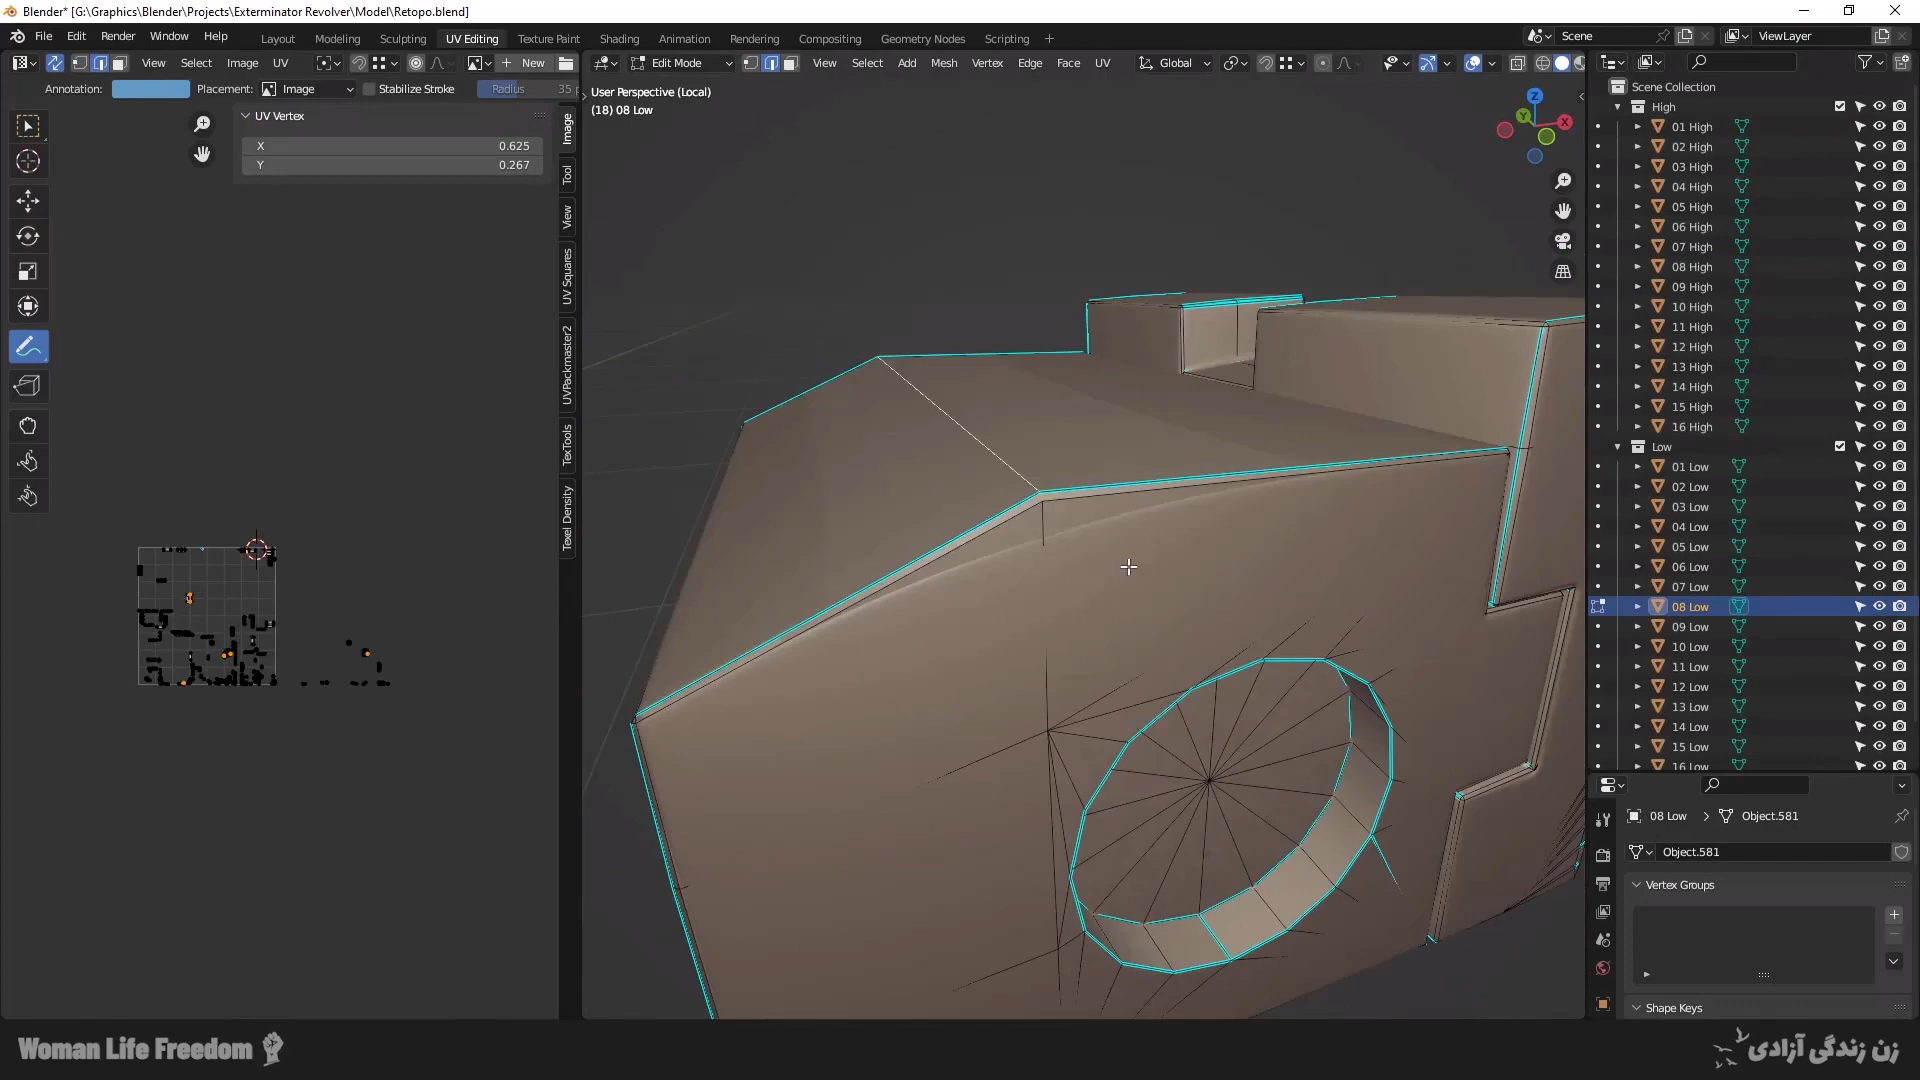 Blender* [G:\Graphics\Blender\Projects\Exterminator Revolver\Model\Retopo.blend]
File Edit Render Window Help Layout Modeling Sculpting UV Editing Texture Paint Shading Animation Rendering Compositing Geometry Nodes Scripting + Scene ViewLayer
View Select Image UV New Edit Mode View Select Add Mesh Vertex Edge Face UV Global
Annotation: Placement: Image Stabilize Stroke Radius 35 p
UV Vertex
X 0.625
Y 0.267
Image
Tool
View
UV Squares
UVPackmaster2
TexTools
Texel Density
User Perspective (Local)
(18) 08 Low
Z
Y
X
Scene Collection
High
01 High
02 High
03 High
04 High
05 High
06 High
07 High
08 High
09 High
10 High
11 High
12 High
13 High
14 High
15 High
16 High
Low
01 Low
02 Low
03 Low
04 Low
05 Low
06 Low
07 Low
08 Low
09 Low
10 Low
11 Low
12 Low
13 Low
14 Low
15 Low
16 Low
08 Low > Object.581
Object.581
Vertex Groups
Shape Keys
Woman Life Freedom
زن زندگی آزادی